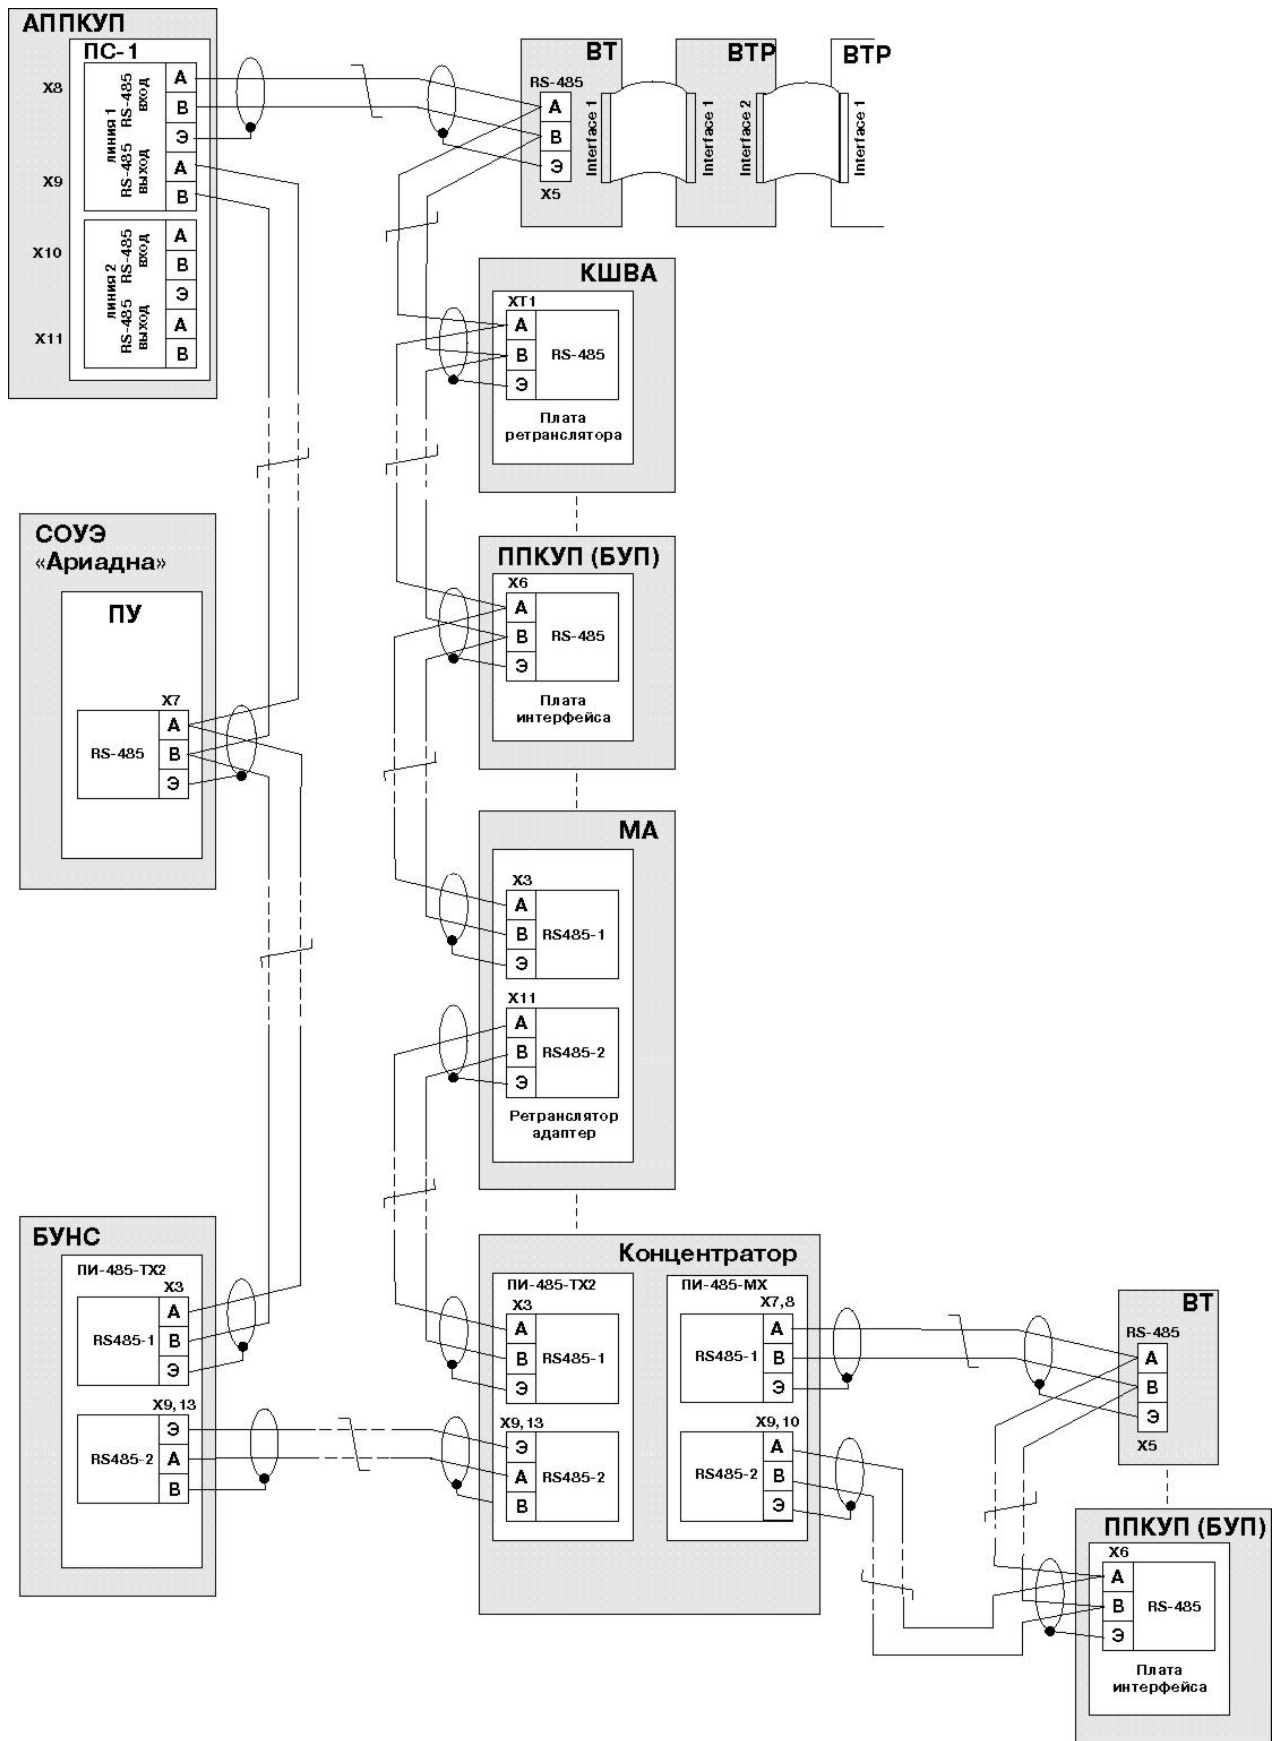 АППКУП
ПС-1
X8
X9
X10
X11
линия 1
RS-485
вход
RS-485
выход
А
В
Э
А
В
линия 2
RS-485
вход
RS-485
выход
А
В
Э
А
В
ВТ
RS-485
А
В
Э
X5
Interface 1
ВТР
Interface 1
Interface 2
ВТР
Interface 1
КШВА
XT1
А
В
Э
RS-485
Плата
ретранслятора
СОУЭ
«Ариадна»
ПУ
X7
RS-485
А
В
Э
ППКУП (БУП)
X6
А
В
Э
RS-485
Плата
интерфейса
МА
X3
А
В
Э
RS485-1
X11
А
В
Э
RS485-2
Ретранслятор
адаптер
БУНС
ПИ-485-TX2
X3
RS485-1
А
В
Э
X9,13
RS485-2
Э
А
В
Концентратор
ПИ-485-TX2
X3
А
В
Э
RS485-1
X9,13
Э
А
В
RS485-2
ПИ-485-MX
X7,8
RS485-1
А
В
Э
X9,10
RS485-2
А
В
Э
ВТ
RS-485
А
В
Э
X5
ППКУП (БУП)
X6
А
В
Э
RS-485
Плата
интерфейса